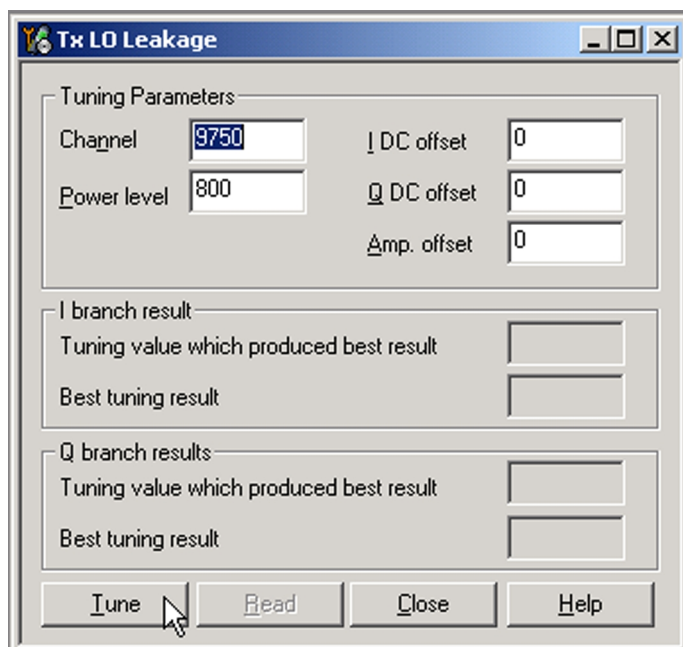 Tx LO Leakage
Tuning Parameters
Channel 9750 I DC offset 0
Power level 800 Q DC offset 0
Amp. offset 0
I branch result
Tuning value which produced best result
Best tuning result
Q branch results
Tuning value which produced best result
Best tuning result
Tune Read Close Help